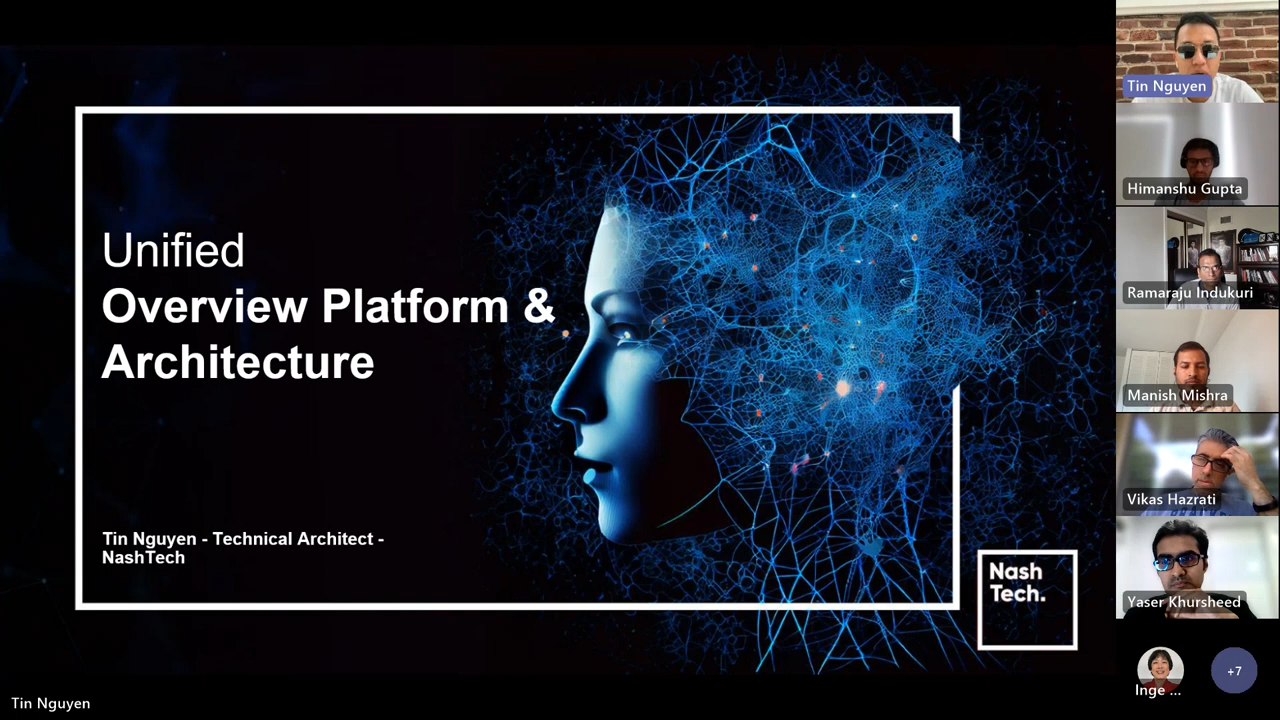 Unified
Overview Platform &
Architecture
Tin Nguyen - Technical Architect -
NashTech
Nash
Tech.
Tin Nguyen
Himanshu Gupta
Ramaraju Indukuri
Manish Mishra
Vikas Hazrati
Yaser Khursheed
Inge ...
+7
Tin Nguyen